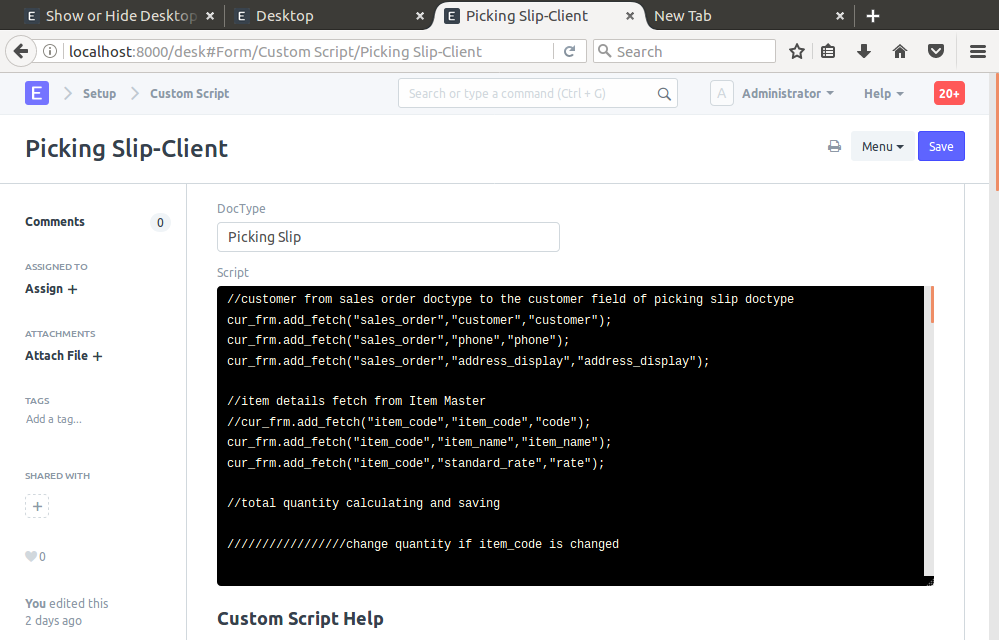 E Show or Hide Desktop
E Desktop
E Picking Slip-Client
New Tab
localhost:8000/desk#Form/Custom Script/Picking Slip-Client
Search
E Setup Custom Script
Search or type a command (Ctrl + G)
A Administrator
Help
20+
Picking Slip-Client
Menu
Save
Comments 0
ASSIGNED TO
Assign +
ATTACHMENTS
Attach File +
TAGS
Add a tag...
SHARED WITH
+
0
You edited this
2 days ago
DocType
Picking Slip
Script
//customer from sales order doctype to the customer field of picking slip doctype
cur_frm.add_fetch("sales_order","customer","customer");
cur_frm.add_fetch("sales_order","phone","phone");
cur_frm.add_fetch("sales_order","address_display","address_display");
//item details fetch from Item Master
//cur_frm.add_fetch("item_code","item_code","code");
cur_frm.add_fetch("item_code","item_name","item_name");
cur_frm.add_fetch("item_code","standard_rate","rate");
//total quantity calculating and saving
/////////////////change quantity if item_code is changed
Custom Script Help